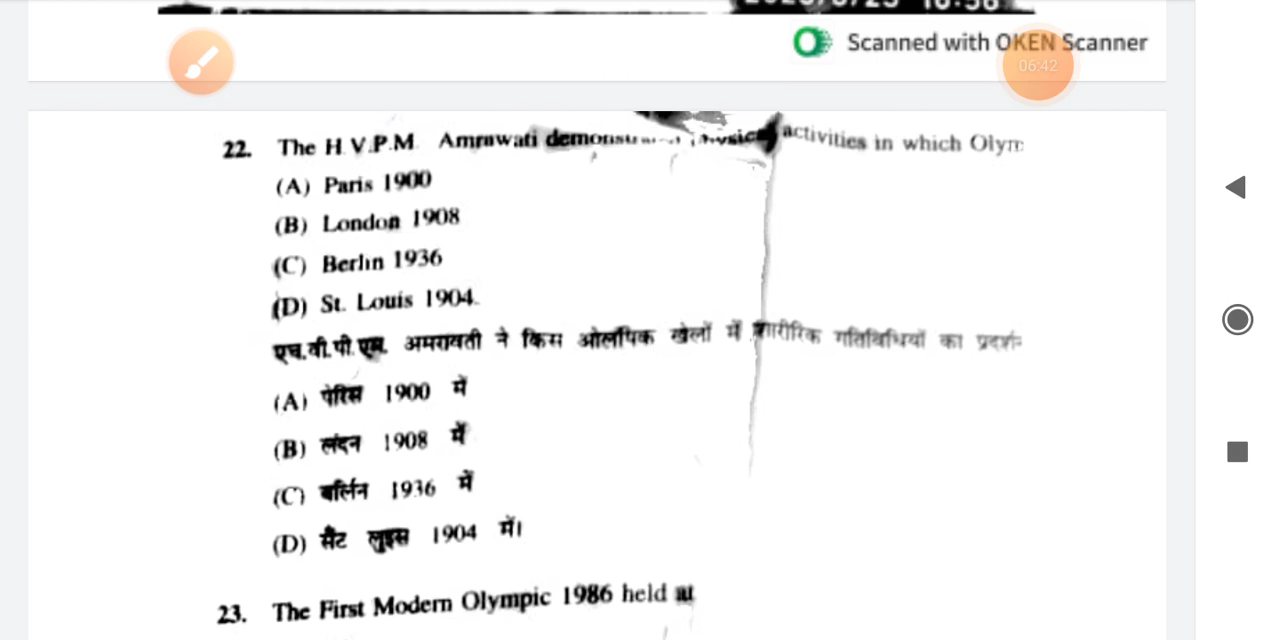 Scanned with OKEN Scanner
06:42
22. The H.V.P.M. Amrawati activities in which
(A) Paris 1900
(B) London 1908
(C) Berlin 1936
(D) St. Louis 1904.
एच.वी.पी.एम. अमरावती ने किस ओलंपिक खेलों में शारीरिक गतिविधियों का
(A) पेरिस 1900 में
(B) लंदन 1908 में
(C) बर्लिन 1936 में
(D) सैंट लुइस 1904 में।
23. The First Modern Olympic 1986 held at